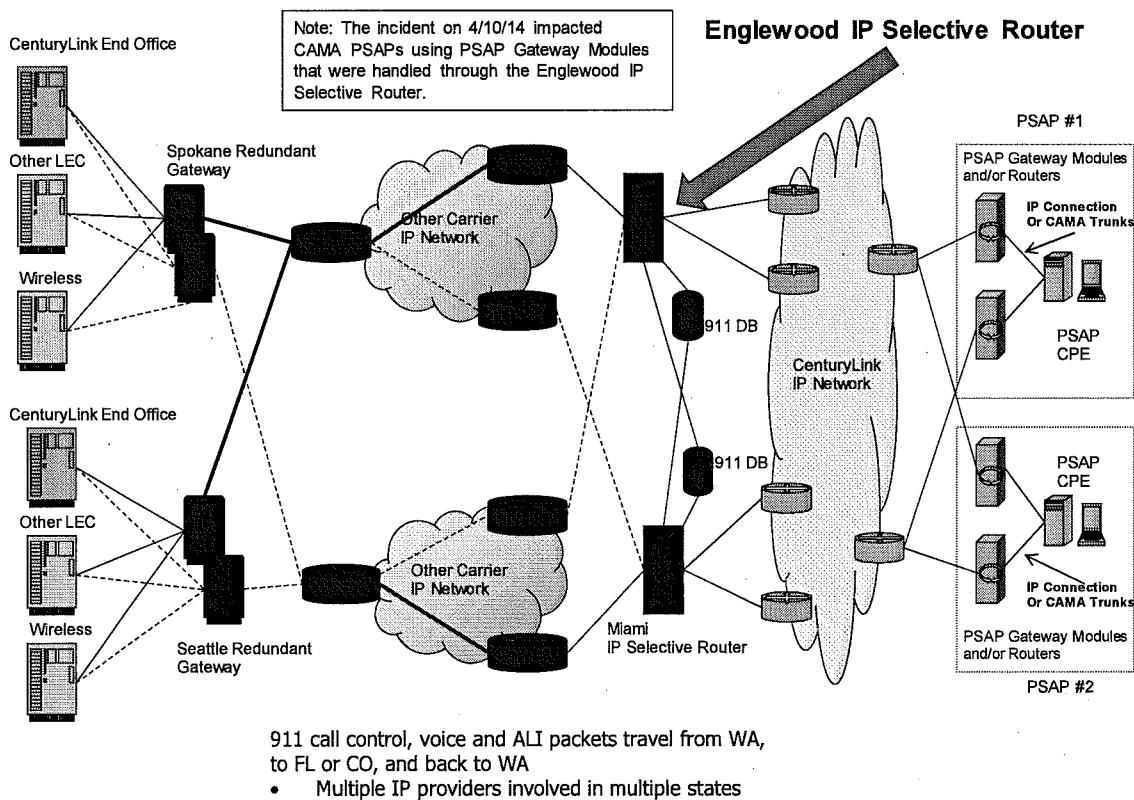 CenturyLink End Office
Note: The incident on 4/10/14 impacted
CAMA PSAPs using PSAP Gateway Modules
that were handled through the Englewood IP
Selective Router.
Englewood IP Selective Router
Other LEC
Spokane Redundant
Gateway
Wireless
Other Carrier
IP Network
911 DB
CenturyLink
IP Network
PSAP #1
PSAP Gateway Modules
and/or Routers
IP Connection
Or CAMA Trunks
PSAP
CPE
CenturyLink End Office
Other LEC
Wireless
Seattle Redundant
Gateway
Other Carrier
IP Network
911 DB
Miami
IP Selective Router
PSAP
CPE
IP Connection
Or CAMA Trunks
PSAP Gateway Modules
and/or Routers
PSAP #2
911 call control, voice and ALI packets travel from WA,
to FL or CO, and back to WA
• Multiple IP providers involved in multiple states